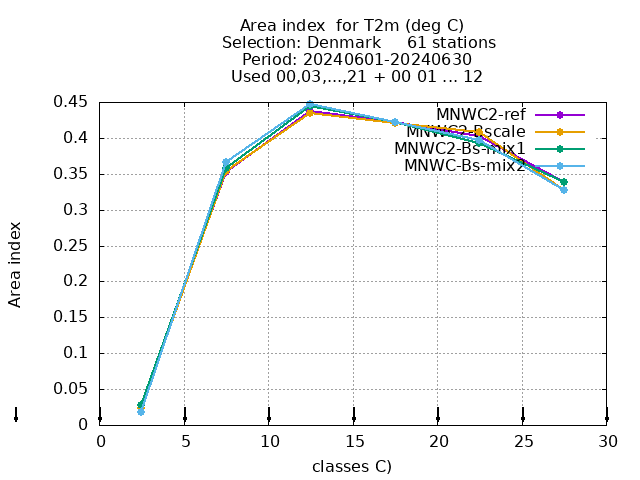 Area index  for T2m (deg C)
Selection: Denmark     61 stations
Period: 20240601-20240630
Used 00,03,...,21 + 00 01 ... 12
MNWC2-ref
MNWC2-Bscale
MNWC2-Bs-mix1
MNWC-Bs-mix2
0.45
0.4
0.35
0.3
0.25
0.2
0.15
0.1
0.05
0
Area index
0 5 10 15 20 25 30
classes C)